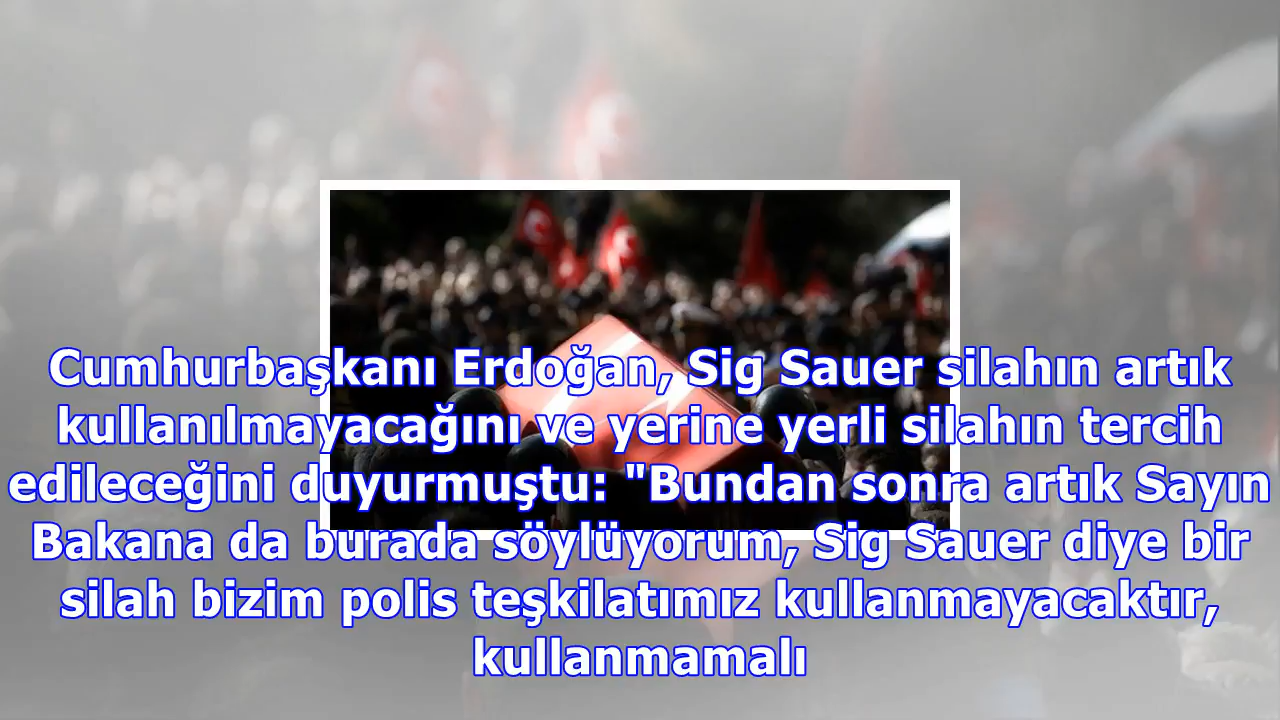 Cumhurbaşkanı Erdoğan, Sig Sauer silahın artık
kullanılmayacağını ve yerine yerli silahın tercih
edileceğini duyurmuştu: "Bundan sonra artık Sayın
Bakana da burada söylüyorum, Sig Sauer diye bir
silah bizim polis teşkilatımız kullanmayacaktır,
kullanmamalı